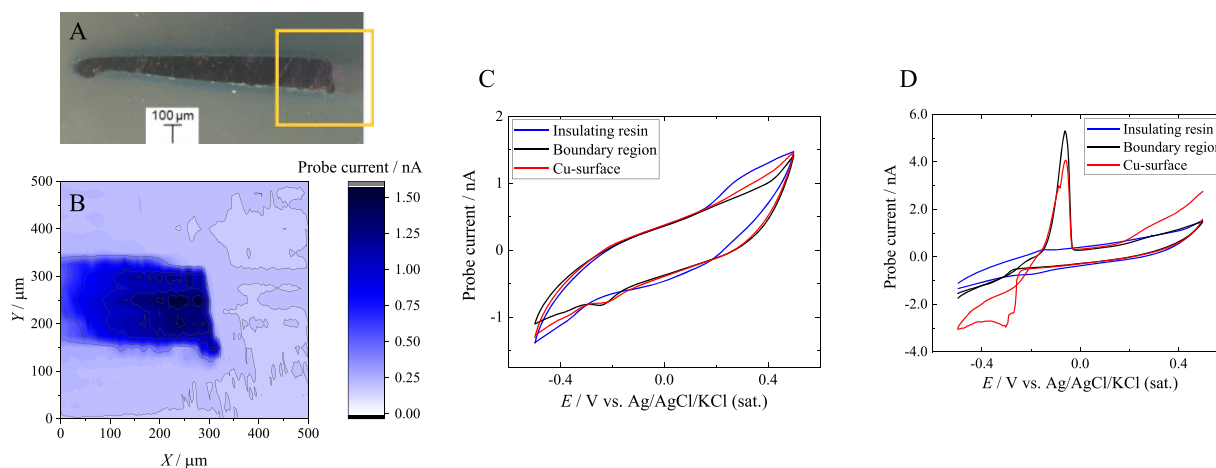 A
100 µm
B
Probe current / nA
1.50
1.25
1.00
0.75
0.50
0.25
0.00
500
400
300
200
100
0
Y / µm
0 100 200 300 400 500
X / µm
C
2
1
0
-1
Probe current / nA
Insulating resin
Boundary region
Cu-surface
-0.4 0.0 0.4
E / V vs. Ag/AgCl/KCl (sat.)
D
6.0
4.0
2.0
0.0
-2.0
-4.0
Probe current / nA
Insulating resin
Boundary region
Cu-surface
-0.4 0.0 0.4
E / V vs. Ag/AgCl/KCl (sat.)